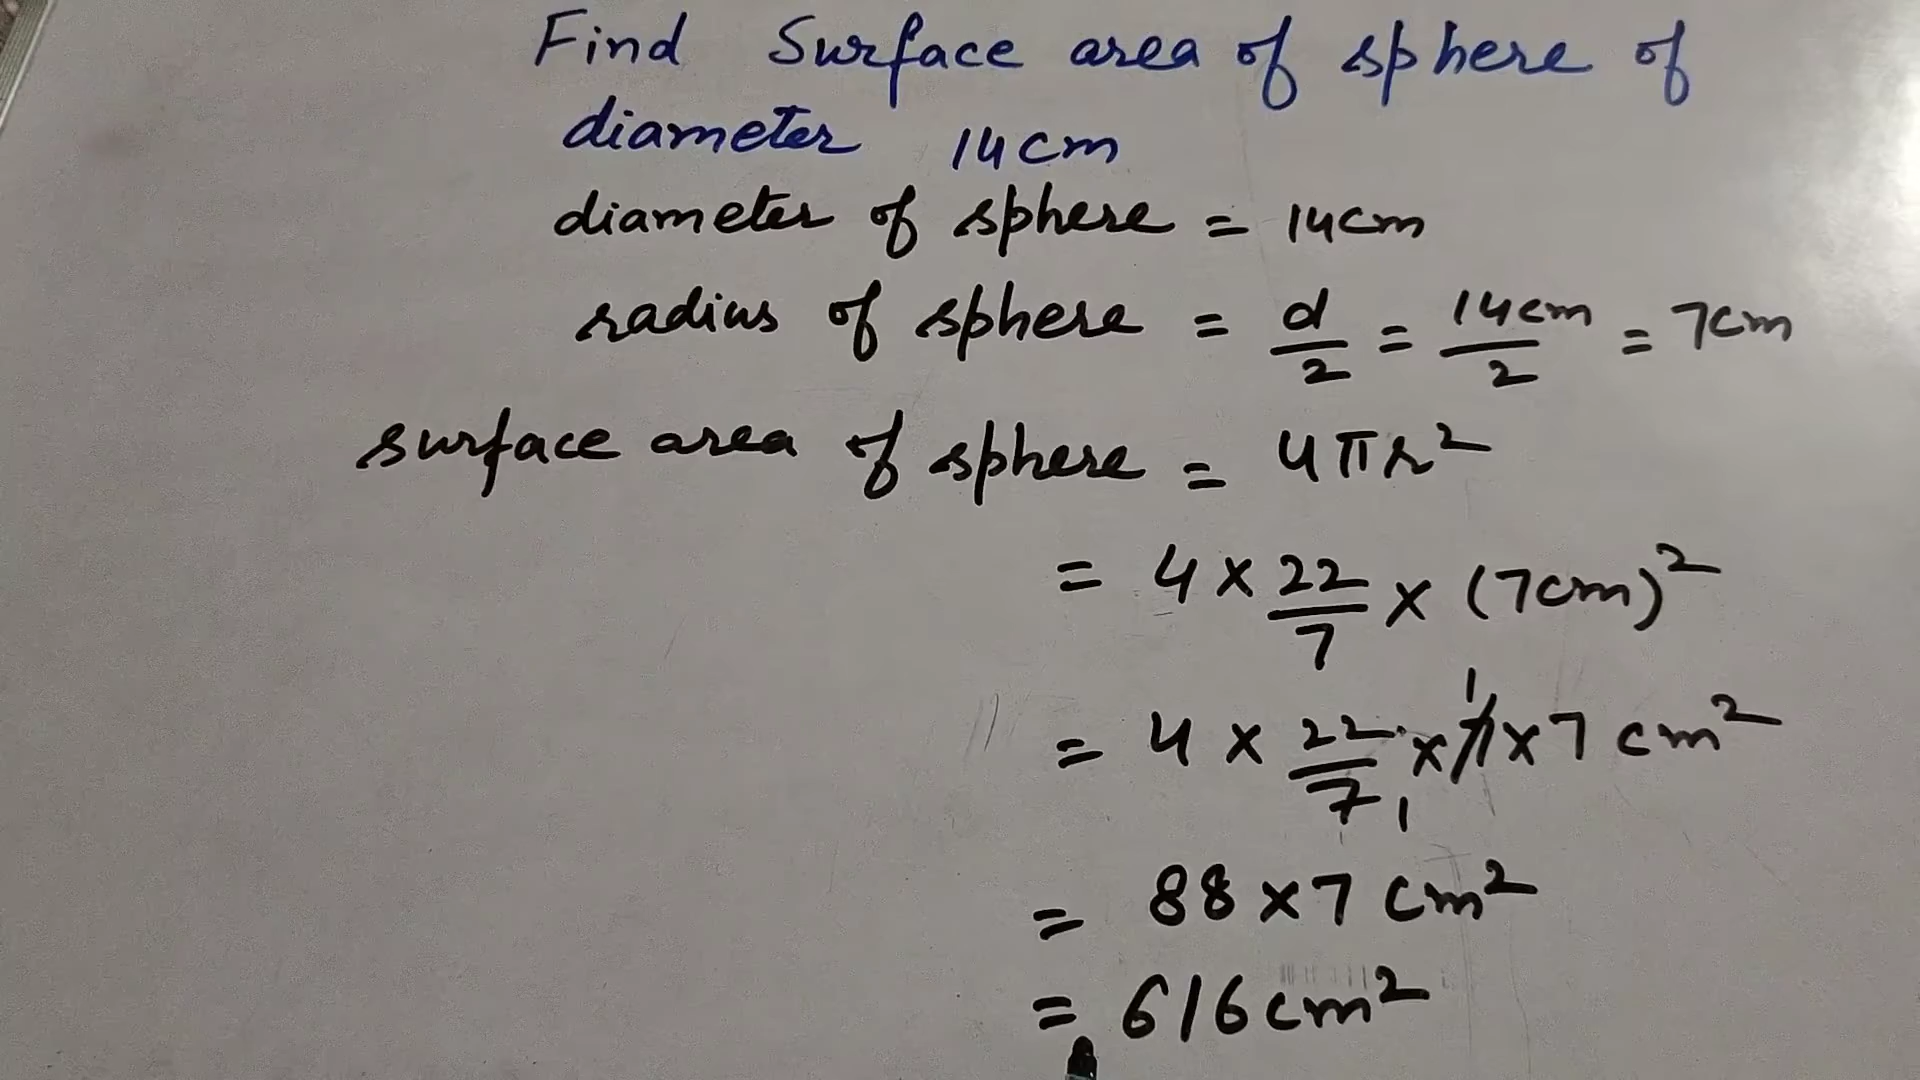 Find Surface area of sphere of
diameter 14cm
diameter of sphere = 14cm
radius of sphere = d/2 = 14cm/2 = 7cm
surface area of sphere = 4πr²
= 4 × 22/7 × (7cm)²
= 4 × 22/7 1 × 7 1 × 7 cm²
= 88 × 7 cm²
= 616 cm²